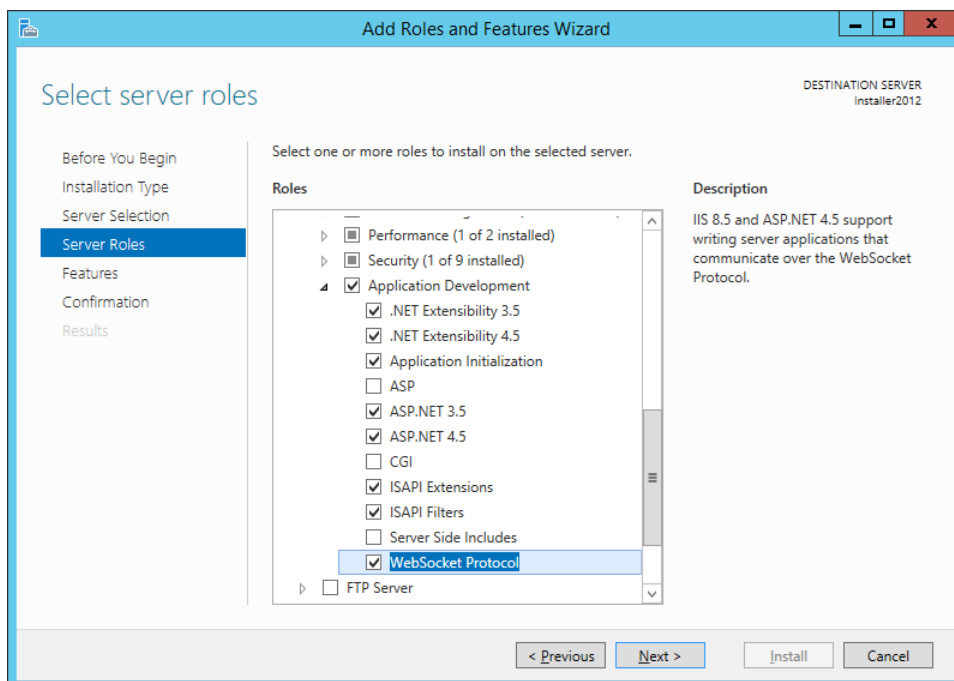 Add Roles and Features Wizard
Select server roles
DESTINATION SERVER
Installer2012
Before You Begin
Installation Type
Server Selection
Server Roles
Features
Confirmation
Results
Select one or more roles to install on the selected server.
Roles
Performance (1 of 2 installed)
Security (1 of 9 installed)
Application Development
.NET Extensibility 3.5
.NET Extensibility 4.5
Application Initialization
ASP
ASP.NET 3.5
ASP.NET 4.5
CGI
ISAPI Extensions
ISAPI Filters
Server Side Includes
WebSocket Protocol
FTP Server
Description
IIS 8.5 and ASP.NET 4.5 support
writing server applications that
communicate over the WebSocket
Protocol.
< Previous
Next >
Install
Cancel